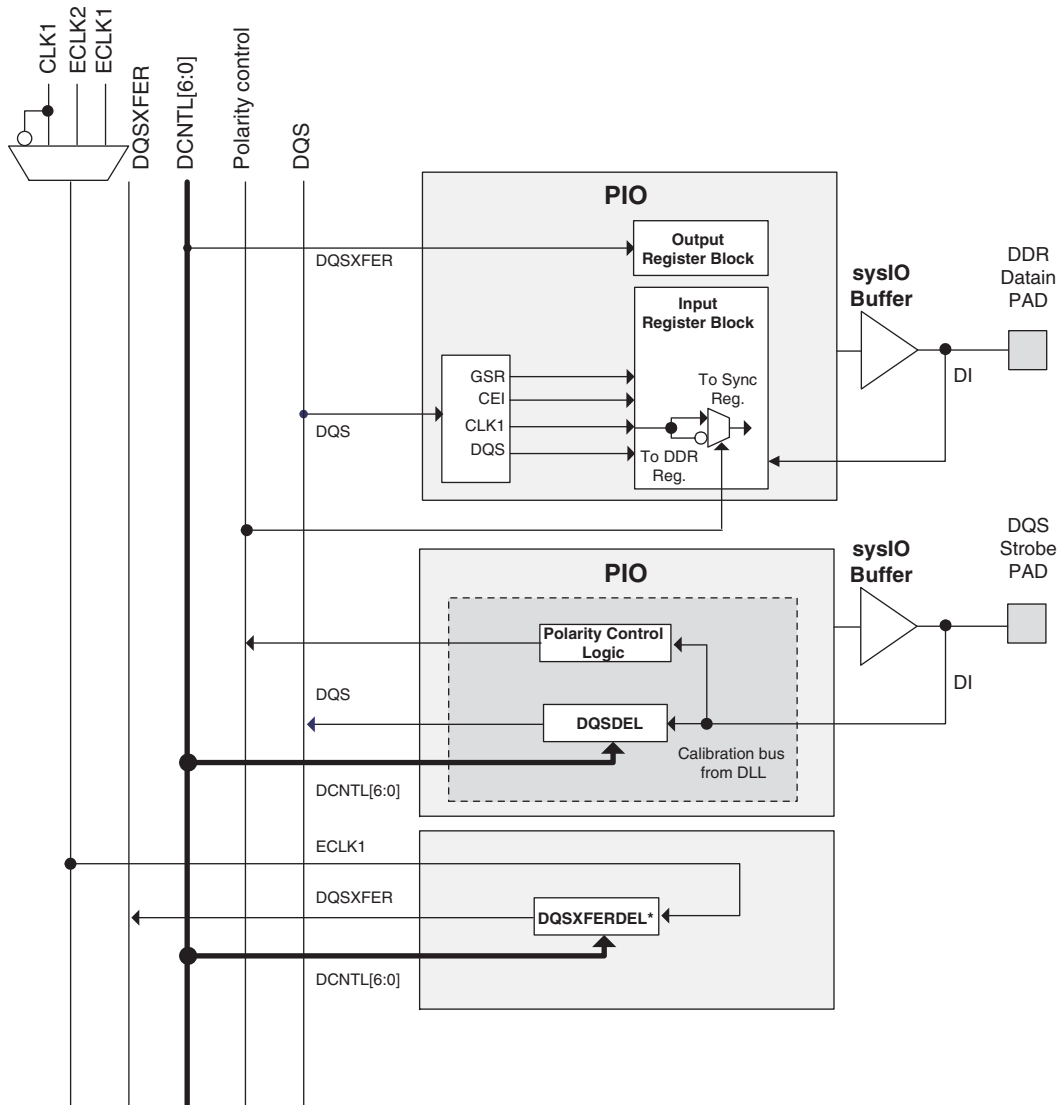 CLK1
ECLK2
ECLK1
DQSXFER
DCNTL[6:0]
Polarity control
DQS
PIO
DQSXFER
Output
Register Block
Input
Register Block
sysIO
Buffer
DDR
Datain
PAD
DI
GSR
CEI
CLK1
DQS
DQS
To Sync
Reg.
To DDR
Reg.
PIO
sysIO
Buffer
DQS
Strobe
PAD
DI
Polarity Control
Logic
DQS
DQSDEL
Calibration bus
from DLL
DCNTL[6:0]
ECLK1
DQSXFER
DQSXFERDEL*
DCNTL[6:0]